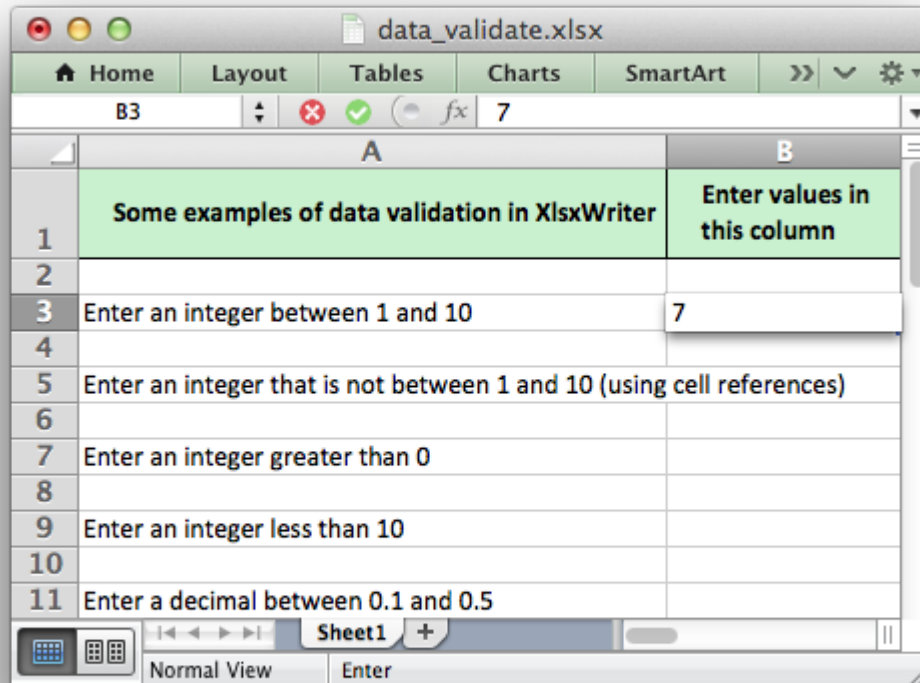 data_validate.xlsx
Home Layout Tables Charts SmartArt
B3 fx 7
A B
1 Some examples of data validation in XlsxWriter Enter values in
this column
2
3 Enter an integer between 1 and 10 7
4
5 Enter an integer that is not between 1 and 10 (using cell references)
6
7 Enter an integer greater than 0
8
9 Enter an integer less than 10
10
11 Enter a decimal between 0.1 and 0.5
Sheet1
Normal View Enter